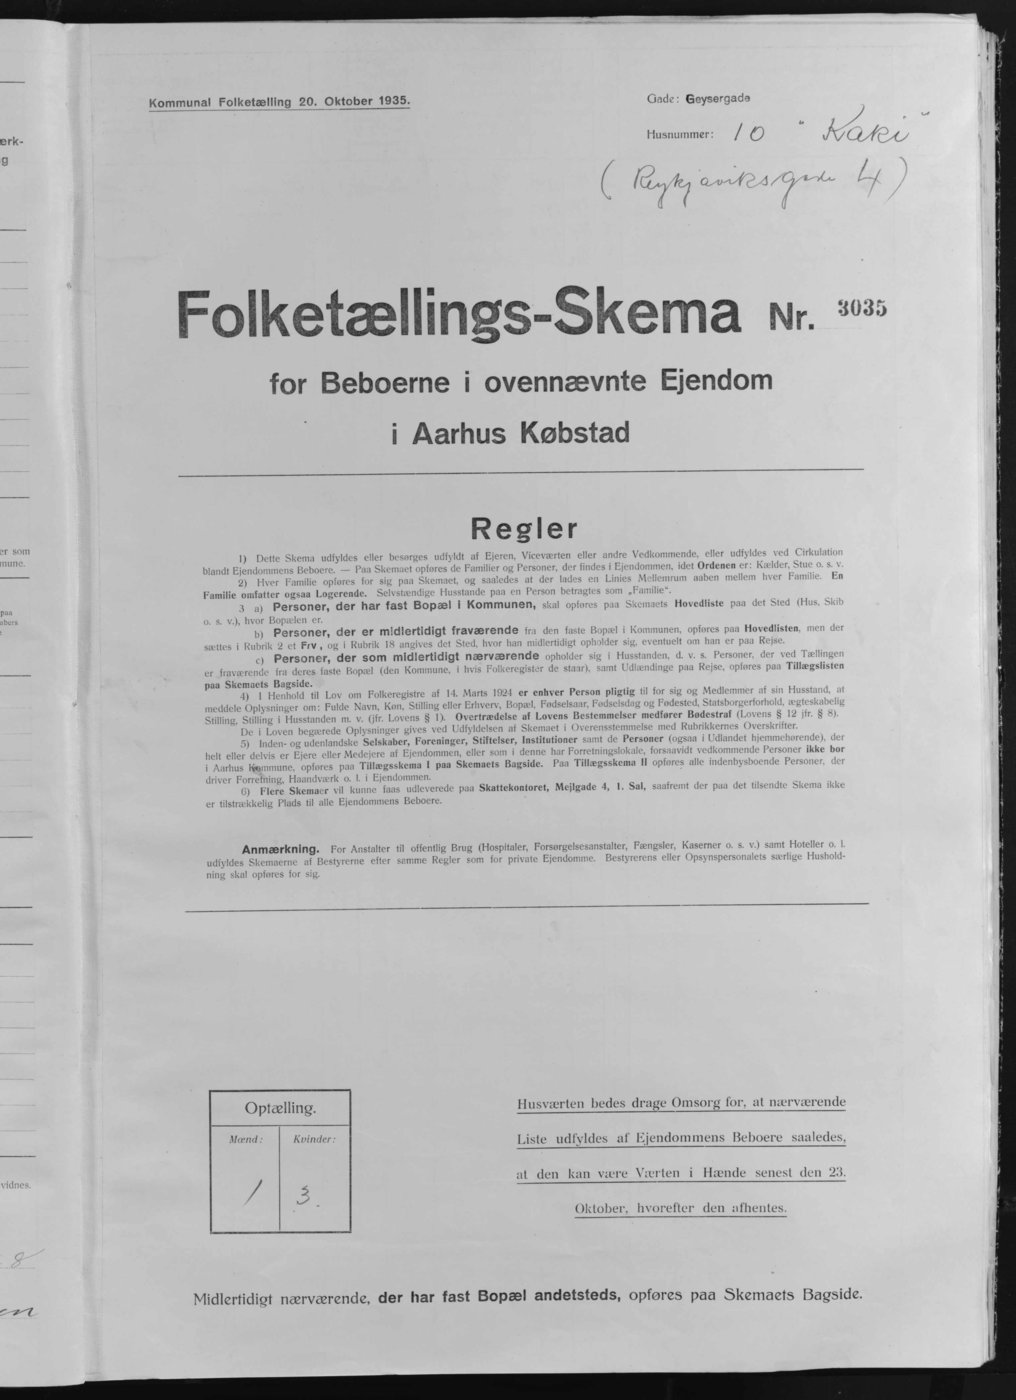 Kommunal Folketælling 20. Oktober 1935.
Gade: Geysergade
Husnummer: 10 "Kaki"
(Reykjaviksgade 4)
Folketællings-Skema Nr. 3035
for Beboerne i ovennævnte Ejendom
i Aarhus Købstad
Regler
1) Dette Skema udfyldes eller besørges udfyldt af Ejeren, Viceværten eller andre Vedkommende, eller udfyldes ved Cirkulation
blandt Ejendommens Beboere. — Paa Skemaet opføres de Familier og Personer, der findes i Ejendommen, idet Ordenen er: Kælder, Stue o. s. v.
2) Hver Familie opføres for sig paa Skemaet, og saaledes at der lades en Linies Mellemrum aaben mellem hver Familie. En
Familie omfatter ogsaa Logerende. Selvstændige Husstande paa en Person betragtes som „Familie“.
3 a) Personer, der har fast Bopæl i Kommunen, skal opføres paa Skemaets Hovedliste paa det Sted (Hus, Skib
o. s. v.), hvor Bopælen er.
b) Personer, der er midlertidigt fraværende fra den faste Bopæl i Kommunen, opføres paa Hovedlisten, men der
sættes i Rubrik 2 et Frv., og i Rubrik 18 angives det Sted, hvor han midlertidigt opholder sig, eventuelt om han er paa Rejse.
c) Personer, der som midlertidigt nærværende opholder sig i Husstanden, d. v. s. Personer, der ved Tællingen
er fraværende fra deres faste Bopæl (den Kommune, i hvis Folkeregister de staar), samt Udlændinge paa Rejse, opføres paa Tillægslisten
paa Skemaets Bagside.
4) I Henhold til Lov om Folkeregistre af 14. Marts 1924 er enhver Person pligtig til for sig og Medlemmer af sin Husstand, at
meddele Oplysninger om: Fulde Navn, Køn, Stilling eller Erhverv, Bopæl, Fødselsaar, Fødselsdag og Fødested, Statsborgerforhold, ægteskabelig
Stilling, Stilling i Husstanden m. v. (jfr. Lovens § 1). Overtrædelse af Lovens Bestemmelser medfører Bødestraf (Lovens § 12 jfr. § 8).
De i Loven begærede Oplysninger gives ved Udfyldelsen af Skemaet i Overensstemmelse med Rubrikkernes Overskrifter.
5) Inden- og udenlandske Selskaber, Foreninger, Stiftelser, Institutioner samt de Personer (ogsaa i Udlandet hjemmehørende), der
helt eller delvis er Ejere eller Medejere af Ejendommen, eller som i denne har Forretningslokale, forsaavidt vedkommende Personer ikke bor
i Aarhus Kommune, opføres paa Tillægsskema I paa Skemaets Bagside. Paa Tillægsskema II opføres alle indenbysboende Personer, der
driver Forretning, Haandværk o. l. i Ejendommen.
6) Flere Skemaer vil kunne faas udleverede paa Skattekontoret, Mejlgade 4, 1. Sal, saafremt der paa det tilsendte Skema ikke
er tilstrækkelig Plads til alle Ejendommens Beboere.
Anmærkning. For Anstalter til offentlig Brug (Hospitaler, Forsørgelsesanstalter, Fængsler, Kaserner o. s. v.) samt Hoteller o. l.
udfyldes Skemaerne af Bestyrerne efter samme Regler som for private Ejendomme. Bestyrerens eller Opsynspersonalets særlige Hushold-
ning skal opføres for sig.
Optælling.
Mænd: Kvinder:
1 3.
Husværten bedes drage Omsorg for, at nærværende
Liste udfyldes af Ejendommens Beboere saaledes,
at den kan være Værten i Hænde senest den 23.
Oktober, hvorefter den afhentes.
Midlertidigt nærværende, der har fast Bopæl andetsteds, opføres paa Skemaets Bagside.